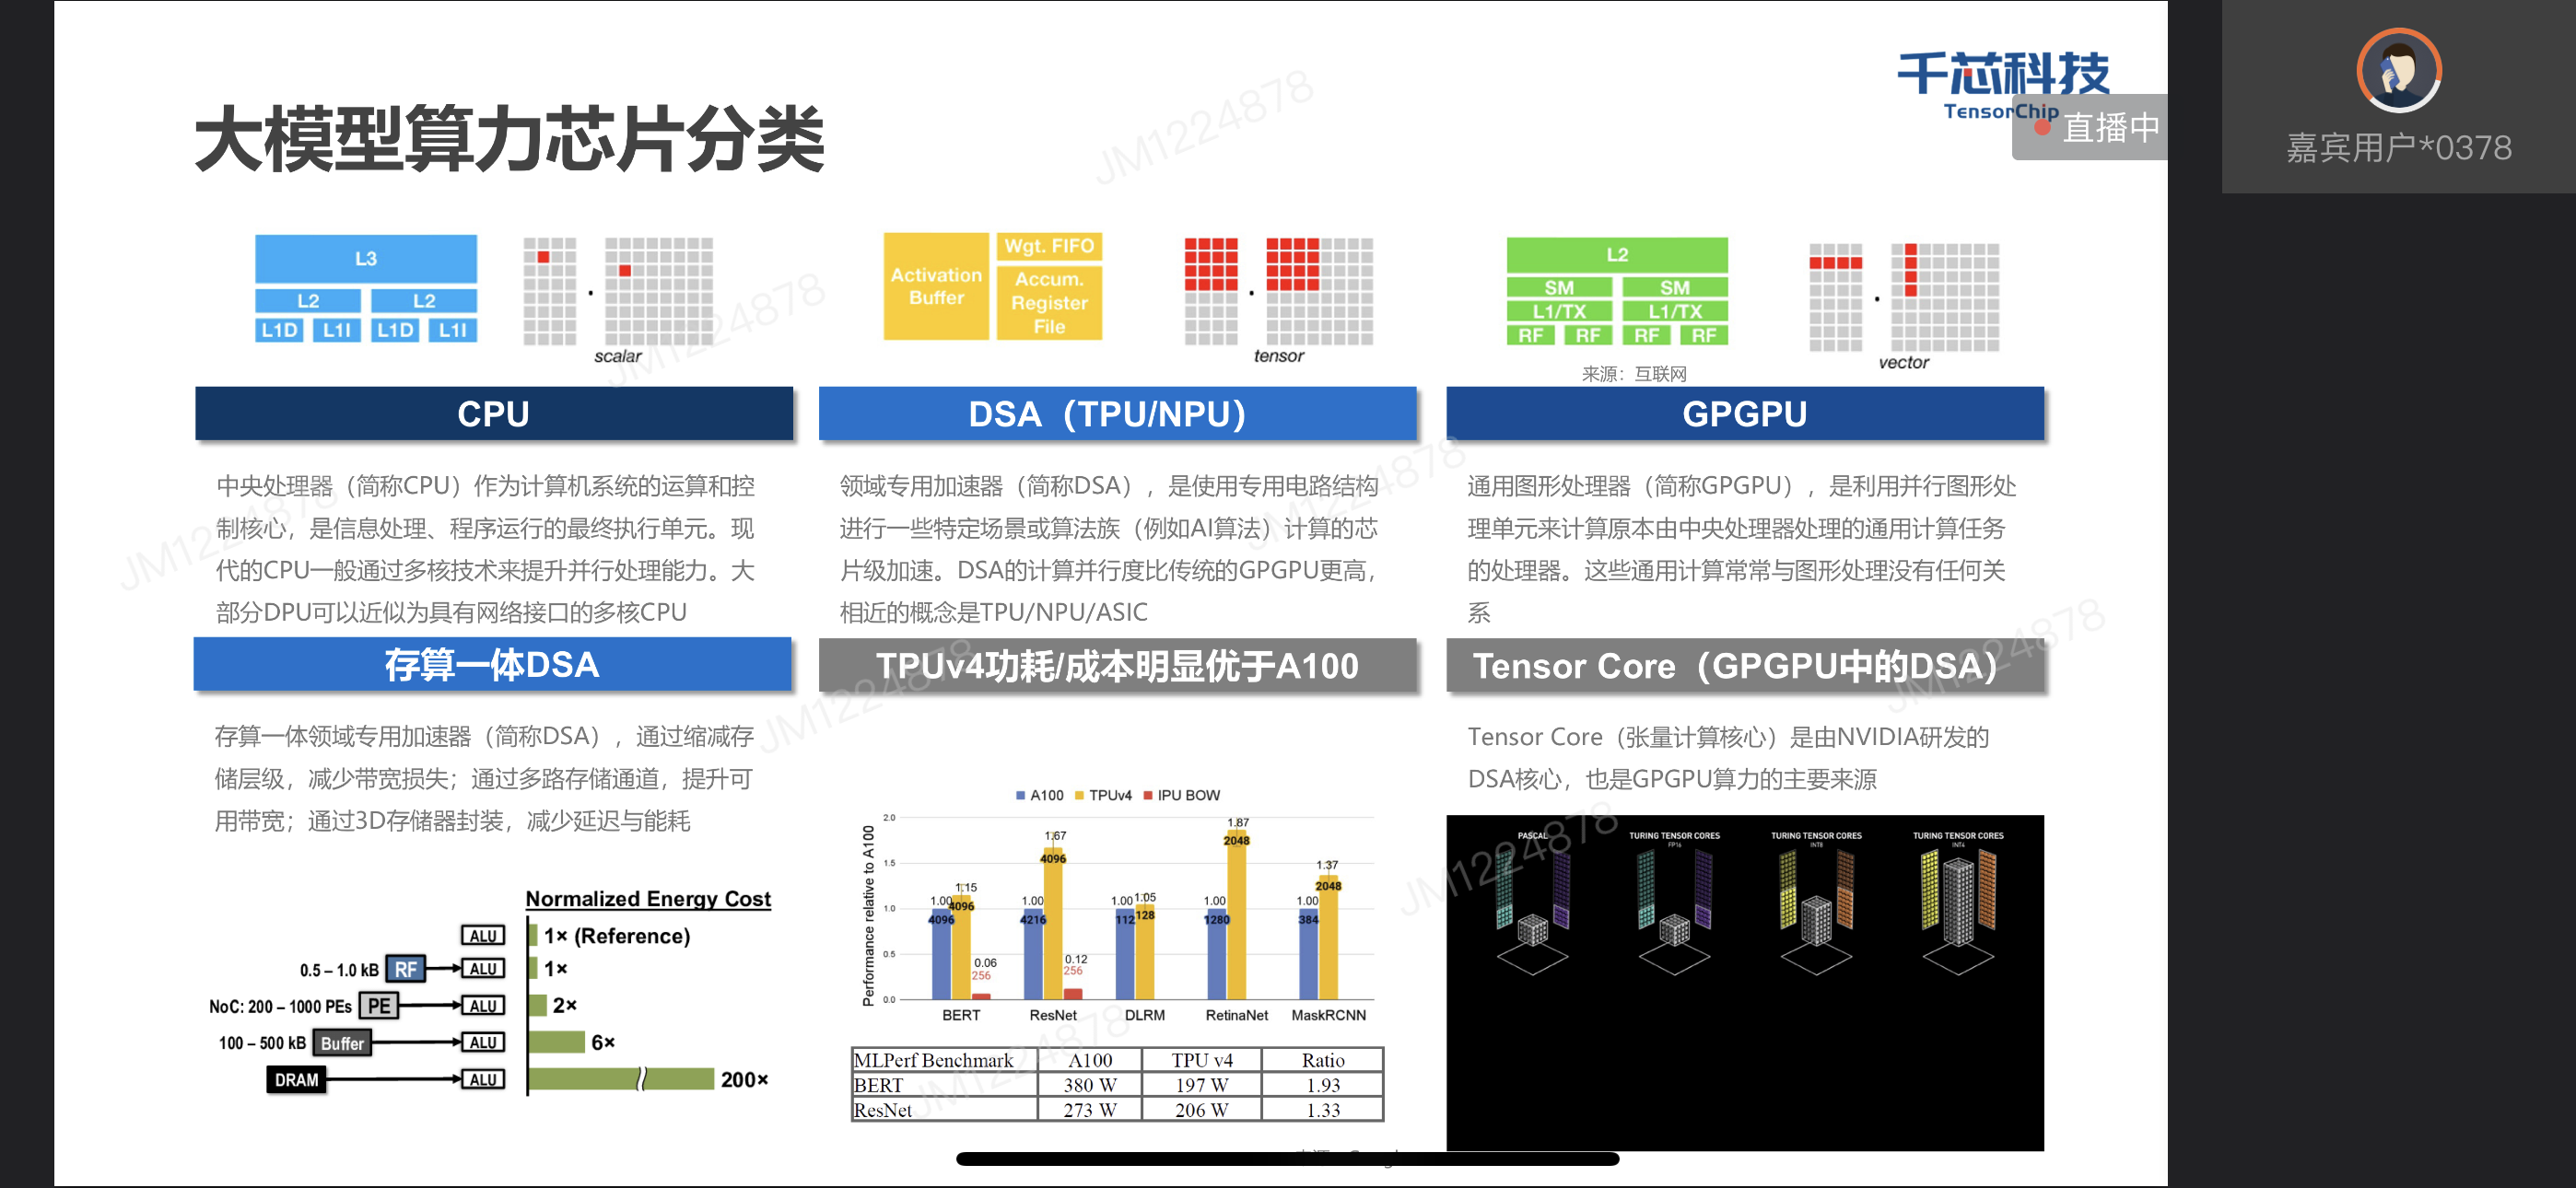 千芯科技
TensorChip
直播中
嘉宾用户*0378
大模型算力芯片分类
L3
L2 L2
L1D L1I L1D L1I
scalar
Activation Buffer
Wgt. FIFO
Accum. Register File
tensor
L2
SM SM
L1/TX L1/TX
RF RF RF RF
来源：互联网
vector
CPU
中央处理器（简称CPU）作为计算机系统的运算和控
制核心，是信息处理、程序运行的最终执行单元。现
代的CPU一般通过多核技术来提升并行处理能力。大
部分DPU可以近似为具有网络接口的多核CPU
DSA（TPU/NPU）
领域专用加速器（简称DSA），是使用专用电路结构
进行一些特定场景或算法族（例如AI算法）计算的芯
片级加速。DSA的计算并行度比传统的GPGPU更高，
相近的概念是TPU/NPU/ASIC
GPGPU
通用图形处理器（简称GPGPU），是利用并行图形处
理单元来计算原本由中央处理器处理的通用计算任务
的处理器。这些通用计算常常与图形处理没有任何关
系
存算一体DSA
存算一体领域专用加速器（简称DSA），通过缩减存
储层级，减少带宽损失；通过多路存储通道，提升可
用带宽；通过3D存储器封装，减少延迟与能耗
Normalized Energy Cost
ALU 1× (Reference)
0.5 – 1.0 kB RF ALU 1×
NoC: 200 – 1000 PEs PE ALU 2×
100 – 500 kB Buffer ALU 6×
DRAM ALU 200×
TPUv4功耗/成本明显优于A100
A100 TPUv4 IPU BOW
Performance relative to A100
2.0
1.5
1.0
0.5
0.0
1.00 1.15 0.06
4096 4096 256
1.00 1.67 0.12
4216 4096 256
1.00 1.05
112 128
1.00 1.87
1280 2048
1.00 1.37
384 2048
BERT ResNet DLRM RetinaNet MaskRCNN
MLPerf Benchmark A100 TPU v4 Ratio
BERT 380 W 197 W 1.93
ResNet 273 W 206 W 1.33
Tensor Core（GPGPU中的DSA）
Tensor Core（张量计算核心）是由NVIDIA研发的
DSA核心，也是GPGPU算力的主要来源
PASCAL
TURING TENSOR CORES
FP16
TURING TENSOR CORES
INT8
TURING TENSOR CORES
INT4
JM1224878
JM1224878
JM1224878
JM1224878
JM1224878
JM1224878
JM1224878
JM1224878
JM1224878